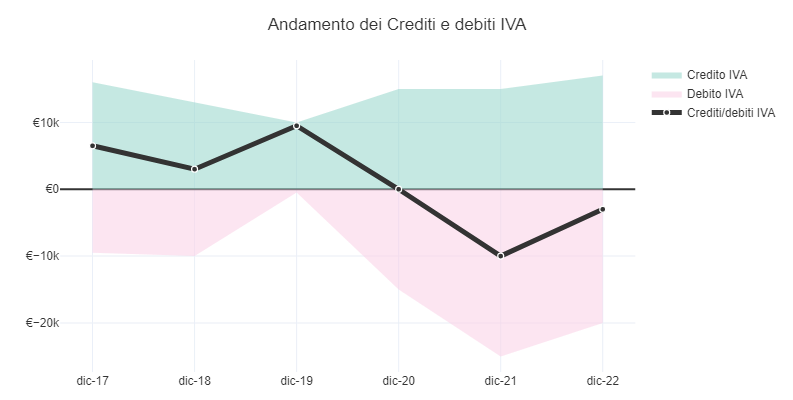 Andamento dei Crediti e debiti IVA
Credito IVA
Debito IVA
Crediti/debiti IVA
€10k
€0
€−10k
€−20k
dic-17
dic-18
dic-19
dic-20
dic-21
dic-22